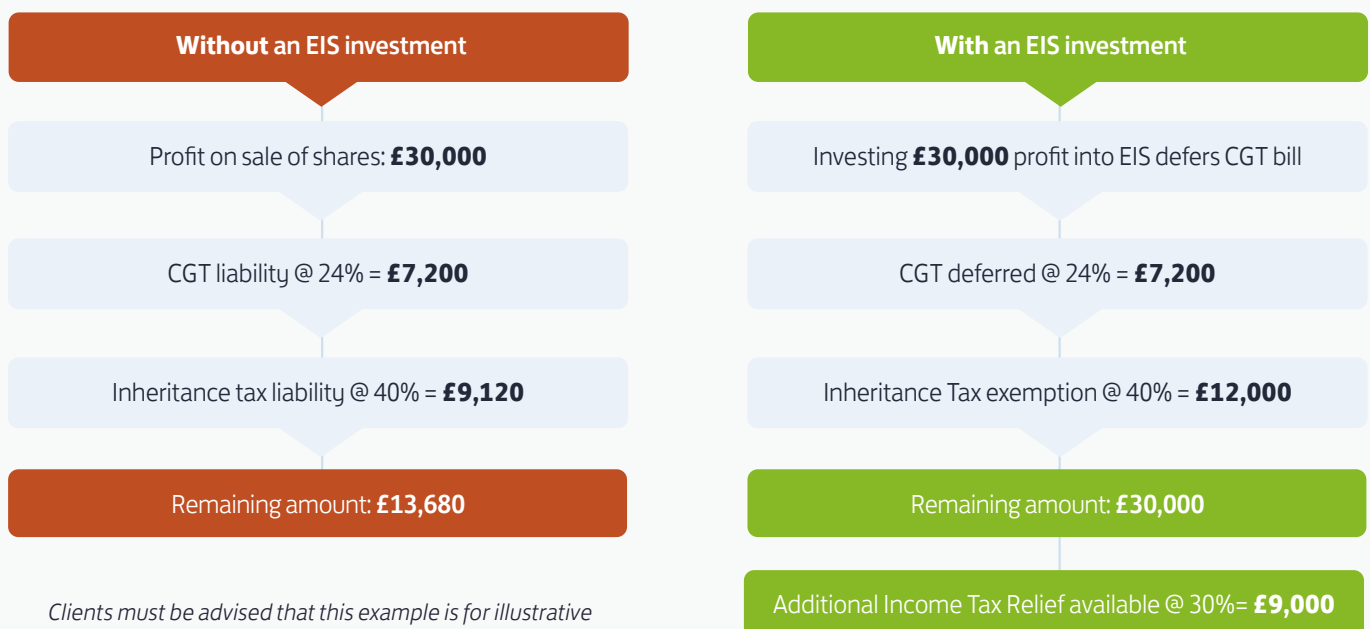 Without an EIS investment
Profit on sale of shares: £30,000
CGT liability @ 24% = £7,200
Inheritance tax liability @ 40% = £9,120
Remaining amount: £13,680
Clients must be advised that this example is for illustrative
With an EIS investment
Investing £30,000 profit into EIS defers CGT bill
CGT deferred @ 24% = £7,200
Inheritance Tax exemption @ 40% = £12,000
Remaining amount: £30,000
Additional Income Tax Relief available @ 30%= £9,000